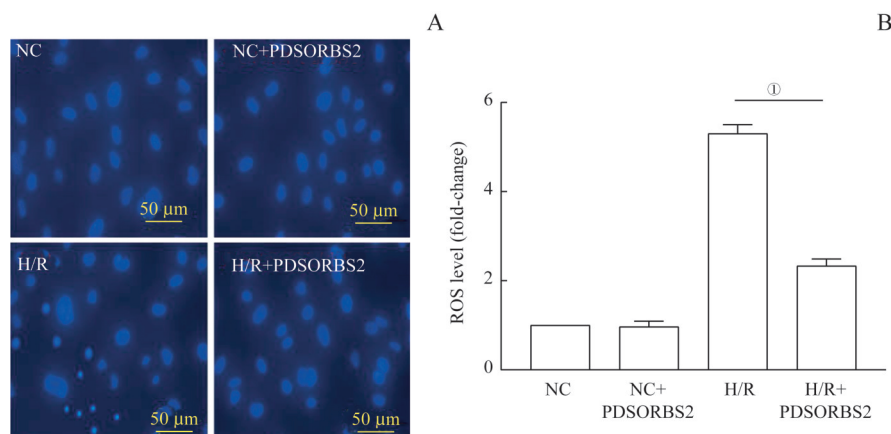 A
B
NC
NC+PDSORBS2
50 µm
50 µm
H/R
H/R+PDSORBS2
50 µm
50 µm
①
6
4
2
0
ROS level (fold-change)
NC
NC+
PDSORBS2
H/R
H/R+
PDSORBS2